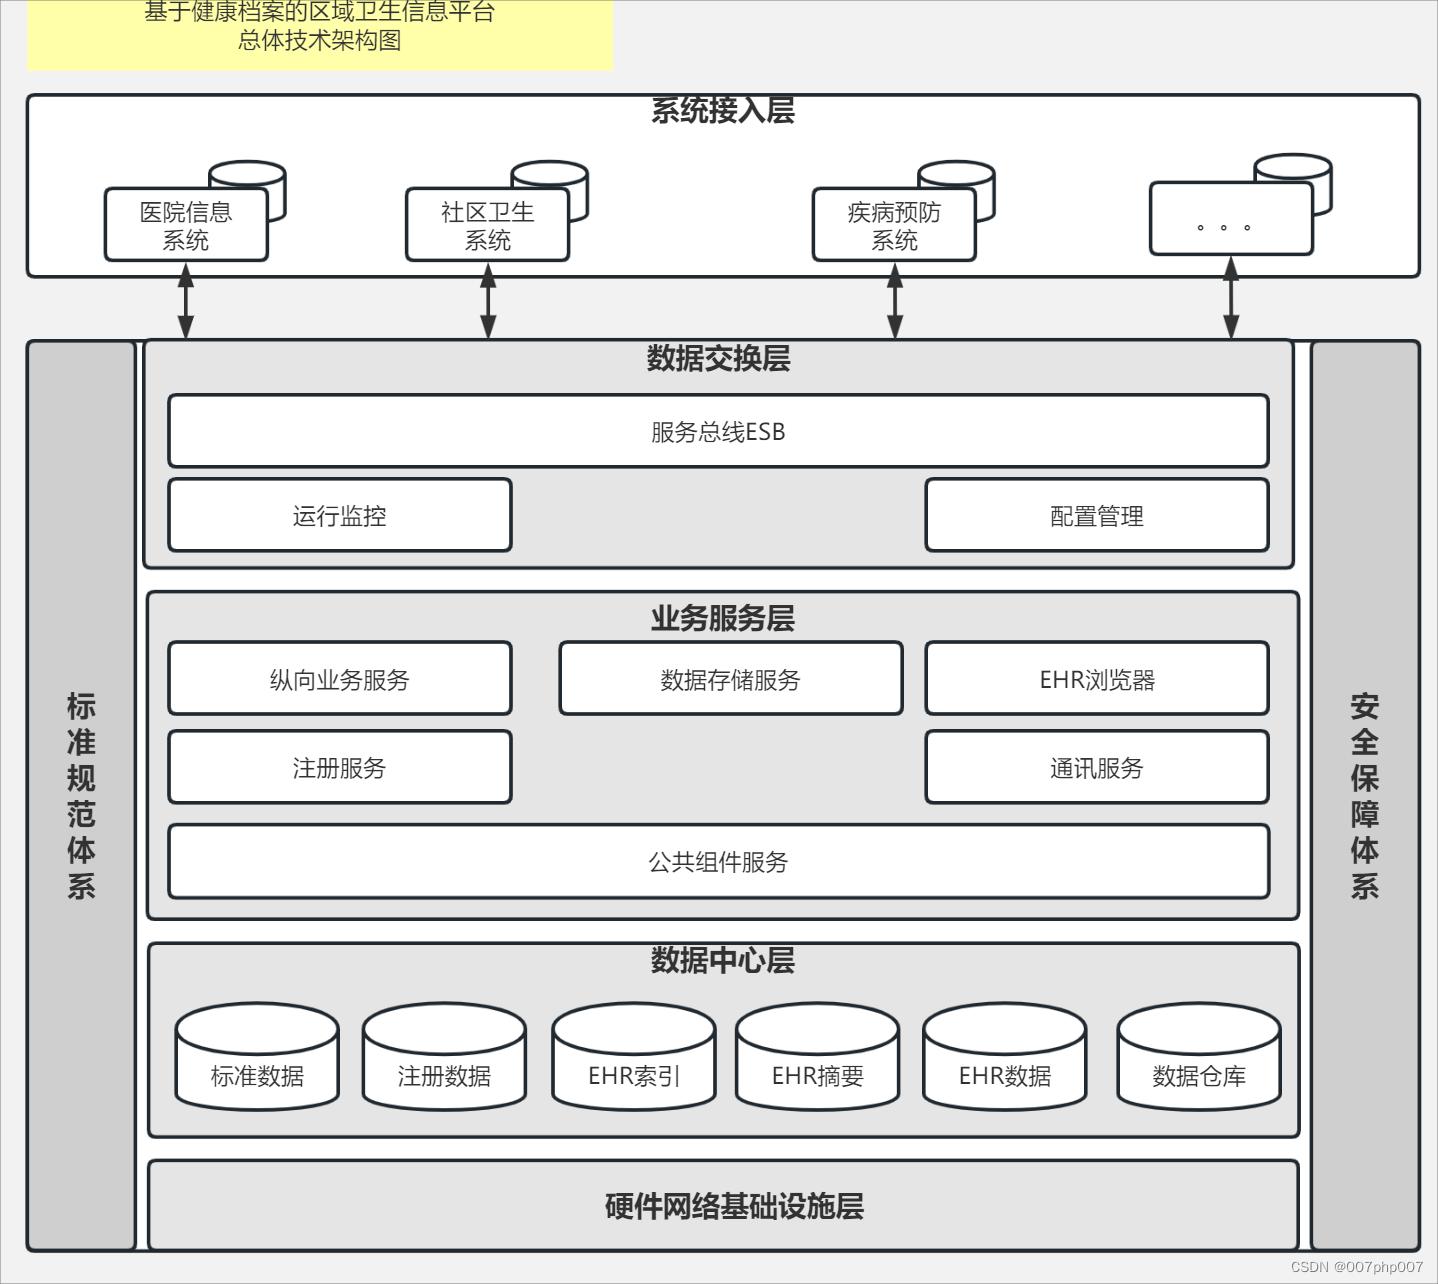 基于健康档案的区域卫生信息平台
总体技术架构图
系统接入层
医院信息
系统
社区卫生
系统
疾病预防
系统
。。。
数据交换层
服务总线ESB
运行监控
配置管理
业务服务层
纵向业务服务
数据存储服务
EHR浏览器
注册服务
通讯服务
公共组件服务
标准规范体系
安全保障体系
数据中心层
标准数据
注册数据
EHR索引
EHR摘要
EHR数据
数据仓库
硬件网络基础设施层
CSDN @007php007